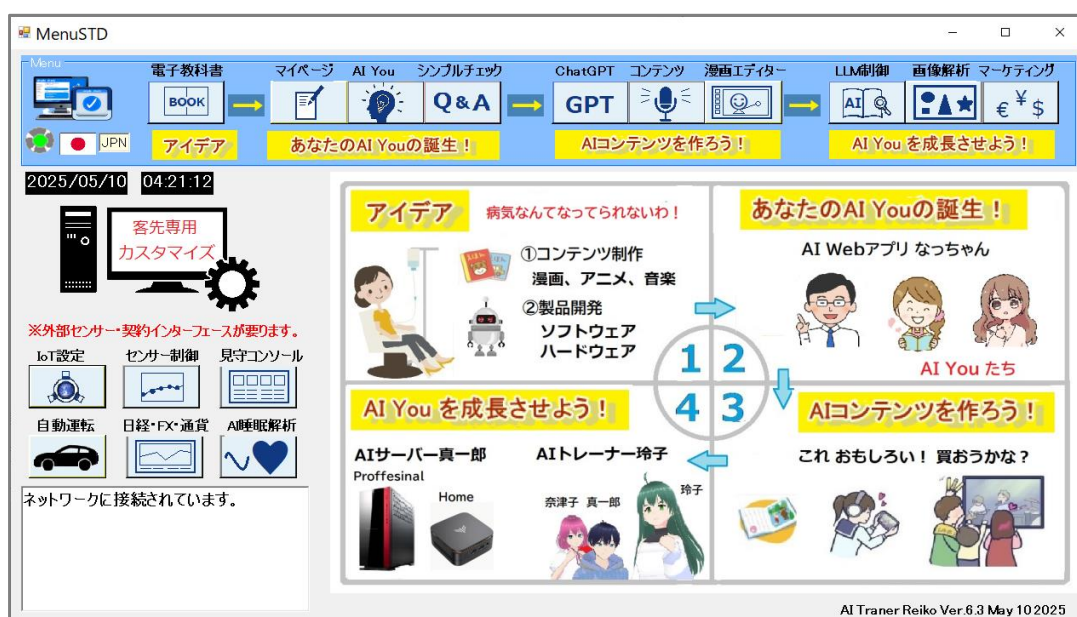 MenuSTD
Menu
電子教科書 マイページ AI You シンプルチェック ChatGPT コンテンツ 漫画エディター LLM制御 画像解析 マーケティング
BOOK Q&A GPT AI € ¥ $
JPN アイデア あなたのAI Youの誕生！ AIコンテンツを作ろう！ AI You を成長させよう！
2025/05/10 04:21:12
客先専用
カスタマイズ
※外部センサー・契約インターフェースが要ります。
IoT設定 センサー制御 見守コンソール
自動運転 日経・FX・通貨 AI睡眠解析
ネットワークに接続されています。
アイデア 病気なんてなってられないわ！
えほん
①コンテンツ制作
漫画、アニメ、音楽
②製品開発
ソフトウェア
ハードウェア
1
あなたのAI Youの誕生！
AI Webアプリ なっちゃん
AI You たち
2
AIコンテンツを作ろう！
これ おもしろい！ 買おうかな？
3
AI You を成長させよう！
4
AIサーバー真一郎 AIトレーナー玲子
Proffesinal
Home
奈津子 真一郎
玲子
AI Traner Reiko Ver.6.3 May 10 2025